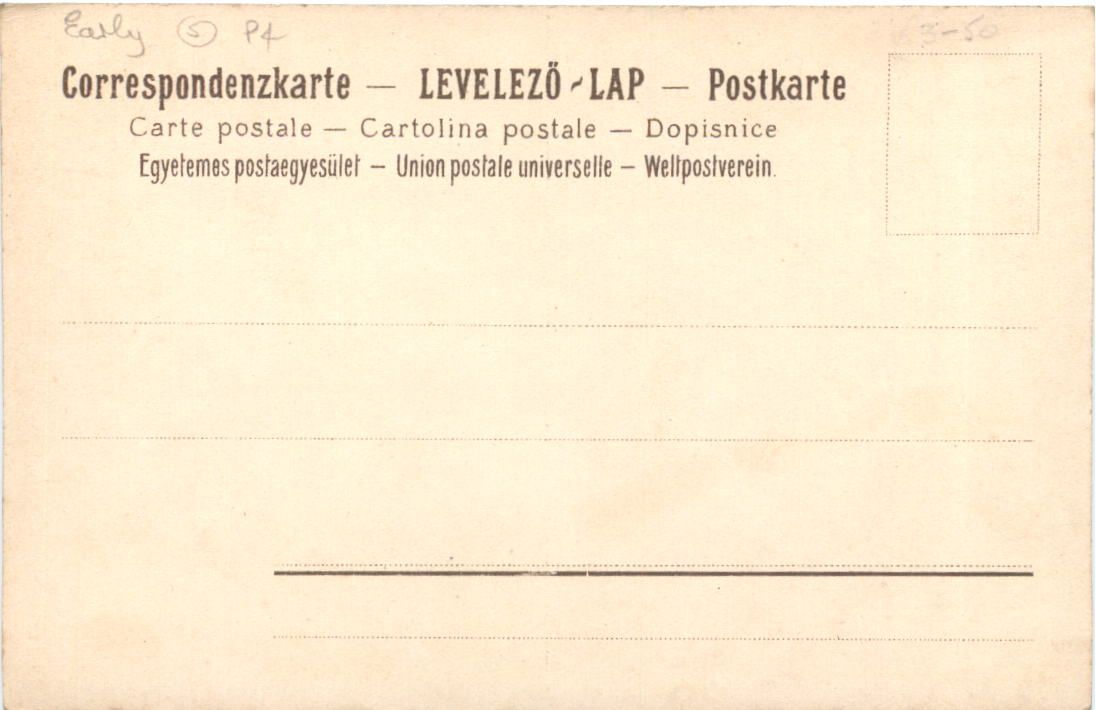 Early ⑤ P4
3-50
Correspondenzkarte — LEVELEZŐ-LAP — Postkarte
Carte postale — Cartolina postale — Dopisnice
Egyetemes postaegyesület — Union postale universelle — Weltpostverein.